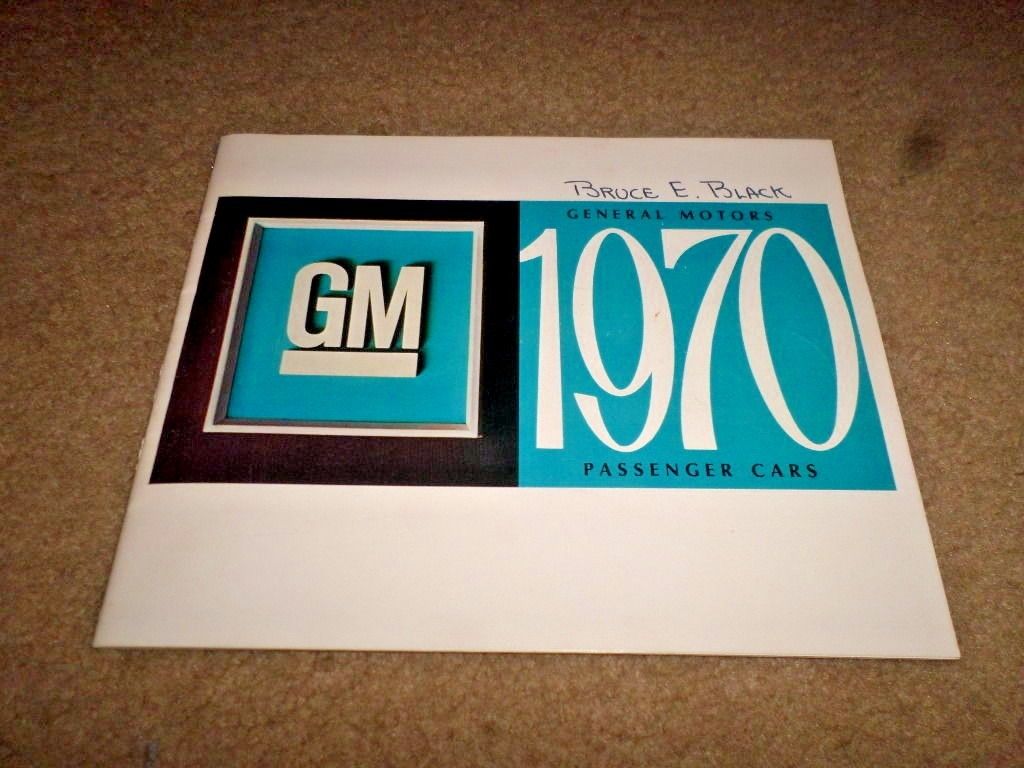 BRUCE E. BLACK
GENERAL MOTORS
GM
1970
PASSENGER CARS